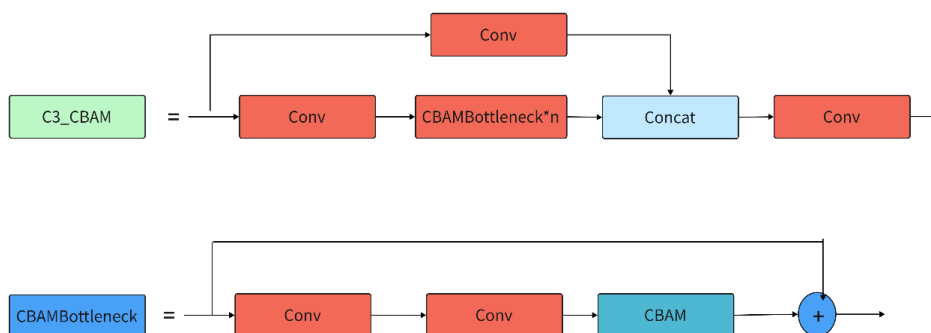 Conv
C3_CBAM = Conv CBAMBottleneck*n Concat Conv
CBAMBottleneck = Conv Conv CBAM +